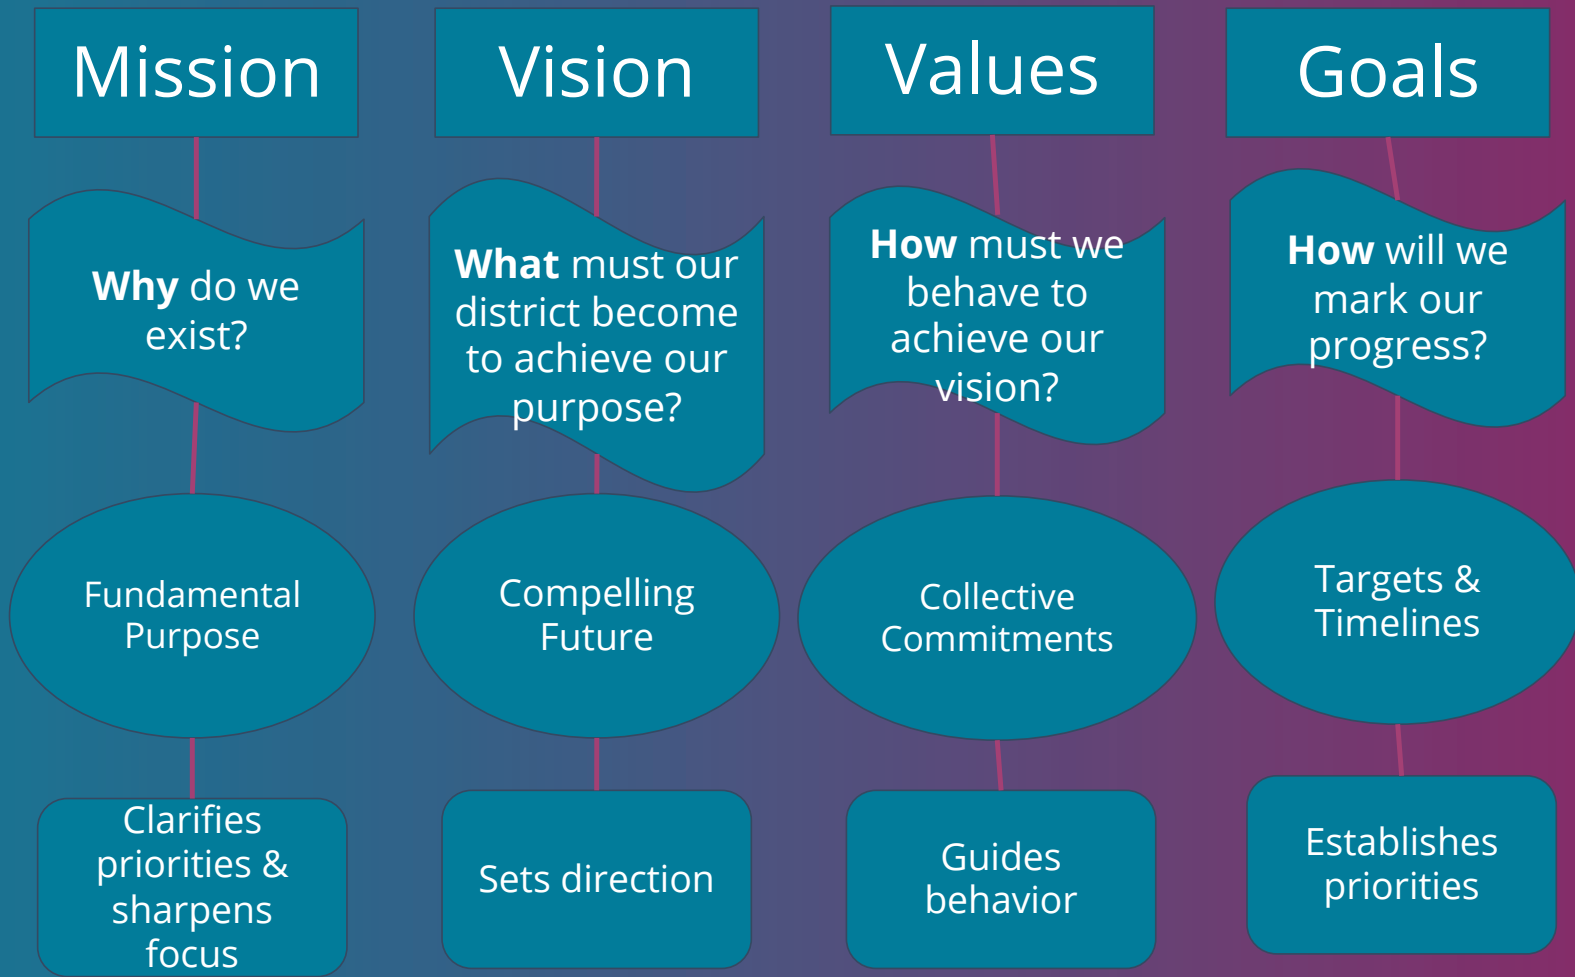 Mission
Vision
Values
Goals
Why do we
exist?
What must our
district become
to achieve our
purpose?
How must we
behave to
achieve our
vision?
How will we
mark our
progress?
Fundamental
Purpose
Compelling
Future
Collective
Commitments
Targets &
Timelines
Clarifies
priorities &
sharpens
focus
Sets direction
Guides
behavior
Establishes
priorities